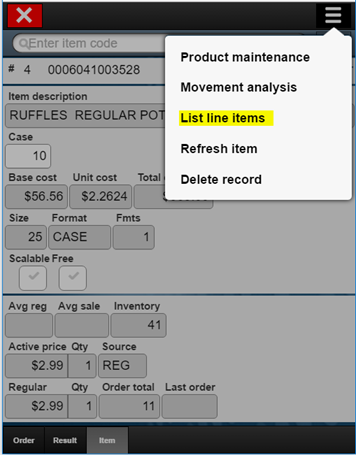 Enter item code
Product maintenance
Movement analysis
List line items
Refresh item
Delete record
# 4 0006041003528
Item description
RUFFLES REGULAR POT
Case
10
Base cost Unit cost Total
$56.56 $2.2624
Size Format Fmts
25 CASE 1
Scalable Free
Avg reg Avg sale Inventory
41
Active price Qty Source
$2.99 1 REG
Regular Qty Order total Last order
$2.99 1 11
Order Result Item